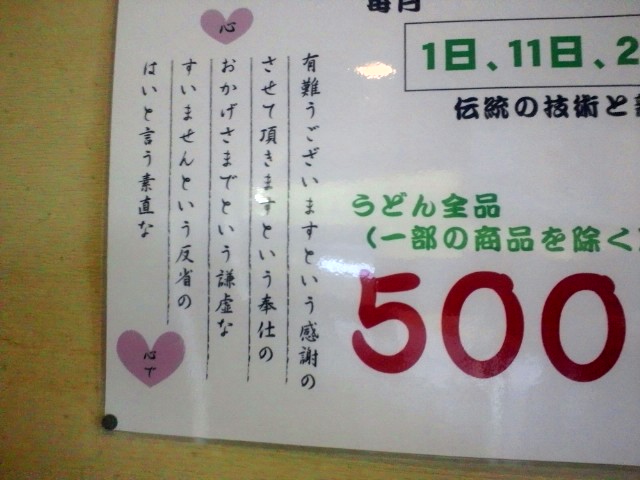 毎月
1日、11日、2
伝統の技術と
うどん全品
(一部の商品を除く
500
心
有難うございますという感謝の
させて頂きますという奉仕の
おかげさまでという謙虚な
すいませんという反省の
はいと言う素直な
心